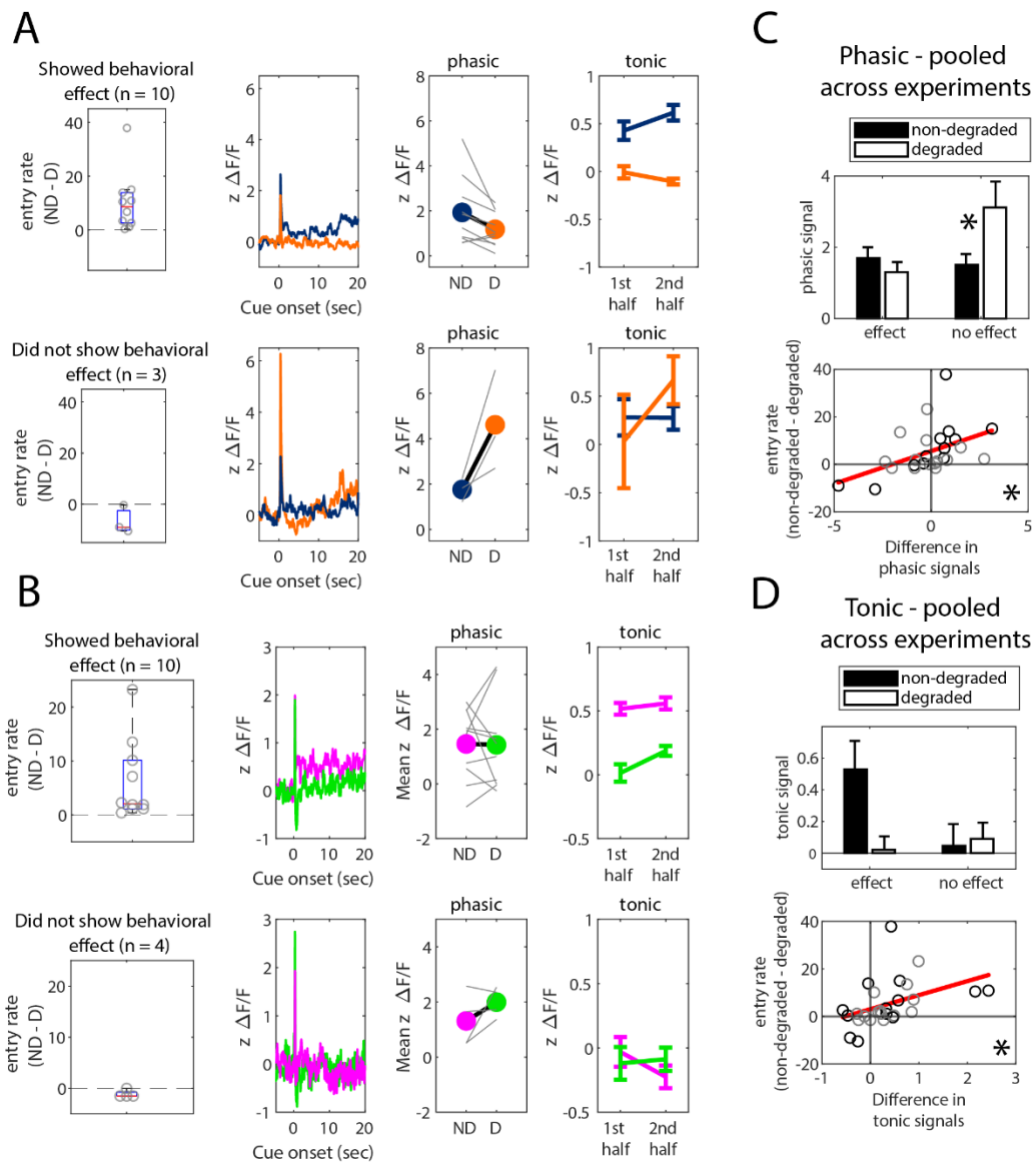 A
Showed behavioral
effect (n = 10)
entry rate
(ND - D)
40
20
0
z ΔF/F
6
4
2
0
0
10
20
Cue onset (sec)
phasic
z ΔF/F
8
6
4
2
0
ND
D
tonic
z ΔF/F
1
0.5
0
-0.5
-1
1st
half
2nd
half
Did not show behavioral
effect (n = 3)
entry rate
(ND - D)
40
20
0
z ΔF/F
6
4
2
0
0
10
20
Cue onset (sec)
phasic
z ΔF/F
8
6
4
2
0
ND
D
tonic
z ΔF/F
1
0.5
0
-0.5
-1
1st
half
2nd
half
B
Showed behavioral
effect (n = 10)
entry rate
(ND - D)
20
10
0
z ΔF/F
3
2
1
0
-1
0
10
20
Cue onset (sec)
phasic
Mean z ΔF/F
4
2
0
-2
ND
D
tonic
z ΔF/F
1
0.5
0
-0.5
1st
half
2nd
half
Did not show behavioral
effect (n = 4)
entry rate
(ND - D)
20
10
0
z ΔF/F
3
2
1
0
-1
0
10
20
Cue onset (sec)
phasic
Mean z ΔF/F
4
2
0
-2
ND
D
tonic
z ΔF/F
1
0.5
0
-0.5
1st
half
2nd
half
C
Phasic - pooled
across experiments
non-degraded
degraded
phasic signal
4
2
0
*
effect
no effect
entry rate
(non-degraded - degraded)
40
20
0
-20
-5
0
5
*
Difference in
phasic signals
D
Tonic - pooled
across experiments
non-degraded
degraded
tonic signal
0.6
0.4
0.2
0
effect
no effect
entry rate
(non-degraded - degraded)
40
20
0
-20
-1
0
1
2
3
*
Difference in
tonic signals